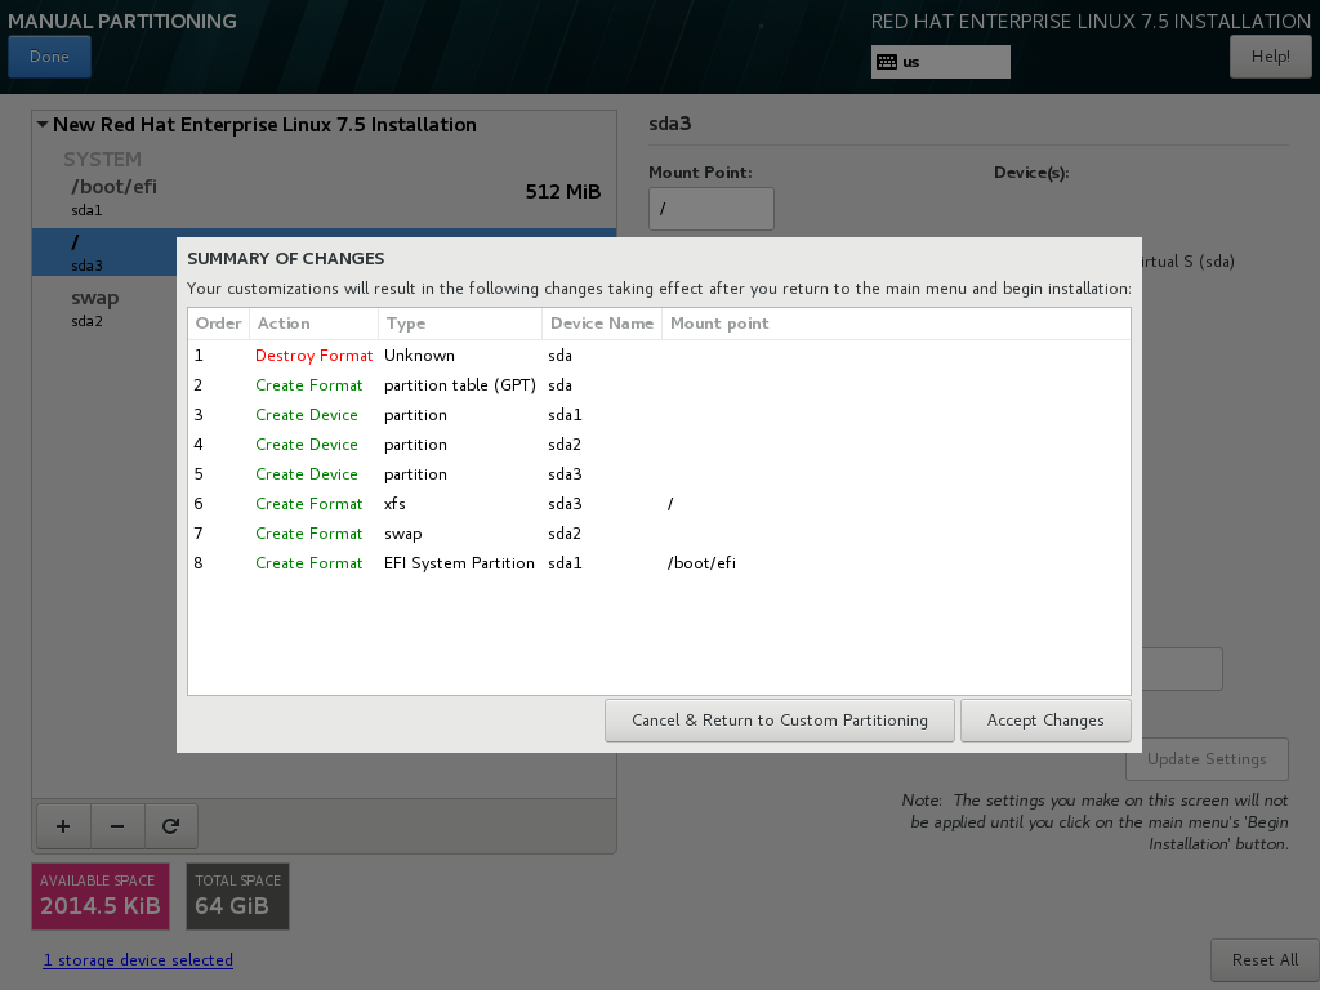 MANUAL PARTITIONING
RED HAT ENTERPRISE LINUX 7.5 INSTALLATION
Done
us
Help!
New Red Hat Enterprise Linux 7.5 Installation
SYSTEM
/boot/efi
512 MiB
sda1
/
sda3
swap
sda2
sda3
Mount Point:
Device(s):
/
irtual S (sda)
SUMMARY OF CHANGES
Your customizations will result in the following changes taking effect after you return to the main menu and begin installation:
Order Action Type Device Name Mount point
1 Destroy Format Unknown sda
2 Create Format partition table (GPT) sda
3 Create Device partition sda1
4 Create Device partition sda2
5 Create Device partition sda3
6 Create Format xfs sda3 /
7 Create Format swap sda2
8 Create Format EFI System Partition sda1 /boot/efi
Cancel & Return to Custom Partitioning
Accept Changes
Update Settings
Note: The settings you make on this screen will not
be applied until you click on the main menu's 'Begin
Installation' button.
+ −
AVAILABLE SPACE
2014.5 KiB
TOTAL SPACE
64 GiB
1 storage device selected
Reset All